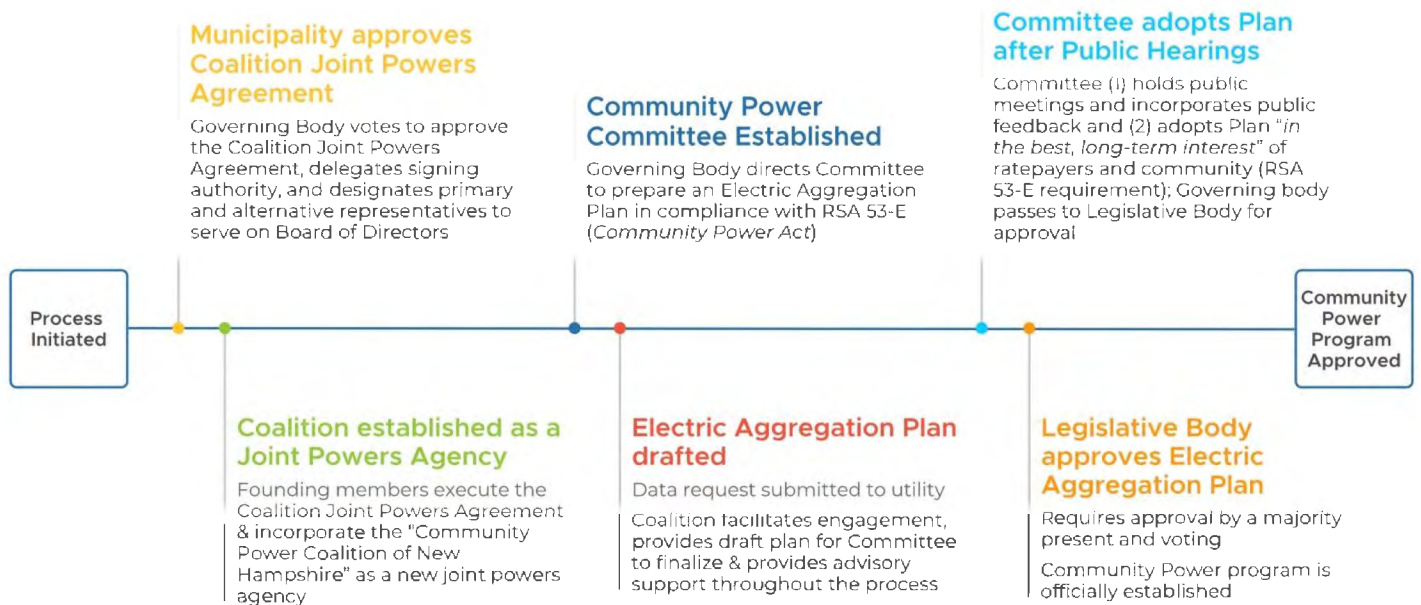 Process
Initiated
Municipality approves
Coalition Joint Powers
Agreement
Governing Body votes to approve
the Coalition Joint Powers
Agreement, delegates signing
authority, and designates primary
and alternative representatives to
serve on Board of Directors
Coalition established as a
Joint Powers Agency
Founding members execute the
Coalition Joint Powers Agreement
& incorporate the "Community
Power Coalition of New
Hampshire" as a new joint powers
agency
Community Power
Committee Established
Governing Body directs Committee
to prepare an Electric Aggregation
Plan in compliance with RSA 53-E
(Community Power Act)
Electric Aggregation Plan
drafted
Data request submitted to utility
Coalition facilitates engagement,
provides draft plan for Committee
to finalize & provides advisory
support throughout the process
Committee adopts Plan
after Public Hearings
Committee (1) holds public
meetings and incorporates public
feedback and (2) adopts Plan "in
the best, long-term interest" of
ratepayers and community (RSA
53-E requirement); Governing body
passes to Legislative Body for
approval
Legislative Body
approves Electric
Aggregation Plan
Requires approval by a majority
present and voting
Community Power program is
officially established
Community
Power
Program
Approved